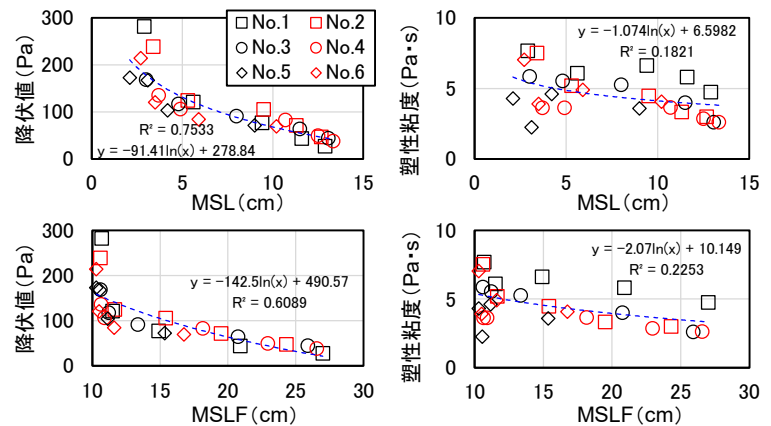 降伏値(Pa)
300
200
100
0
0
5
10
15
MSL(cm)
No.1
No.2
No.3
No.4
No.5
No.6
R² = 0.7533
y = −91.41ln(x) + 278.84
塑性粘度(Pa・s)
10
5
0
0
5
10
15
MSL(cm)
y = −1.074ln(x) + 6.5982
R² = 0.1821
降伏値(Pa)
300
200
100
0
10
15
20
25
30
MSLF(cm)
y = −142.5ln(x) + 490.57
R² = 0.6089
塑性粘度(Pa・s)
10
5
0
10
15
20
25
30
MSLF(cm)
y = −2.07ln(x) + 10.149
R² = 0.2253